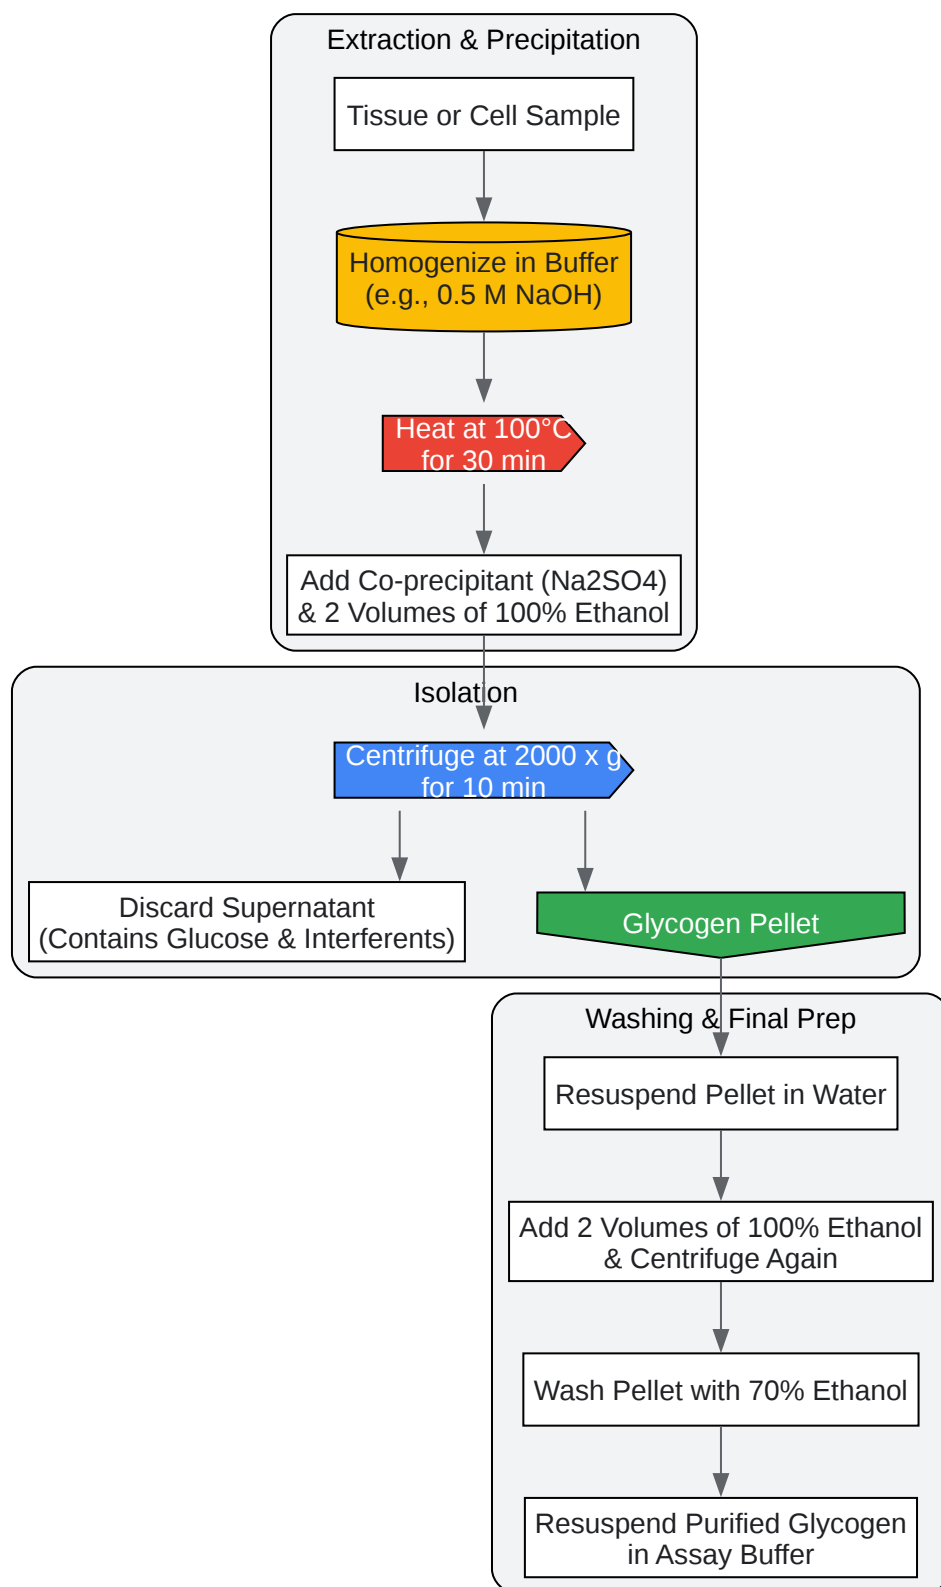 Extraction & Precipitation
Tissue or Cell Sample
Homogenize in Buffer
(e.g., 0.5 M NaOH)
Heat at 100°C
for 30 min
Add Co-precipitant (Na2SO4)
& 2 Volumes of 100% Ethanol
Isolation
Centrifuge at 2000 x g
for 10 min
Discard Supernatant
(Contains Glucose & Interferents)
Glycogen Pellet
Washing & Final Prep
Resuspend Pellet in Water
Add 2 Volumes of 100% Ethanol
& Centrifuge Again
Wash Pellet with 70% Ethanol
Resuspend Purified Glycogen
in Assay Buffer